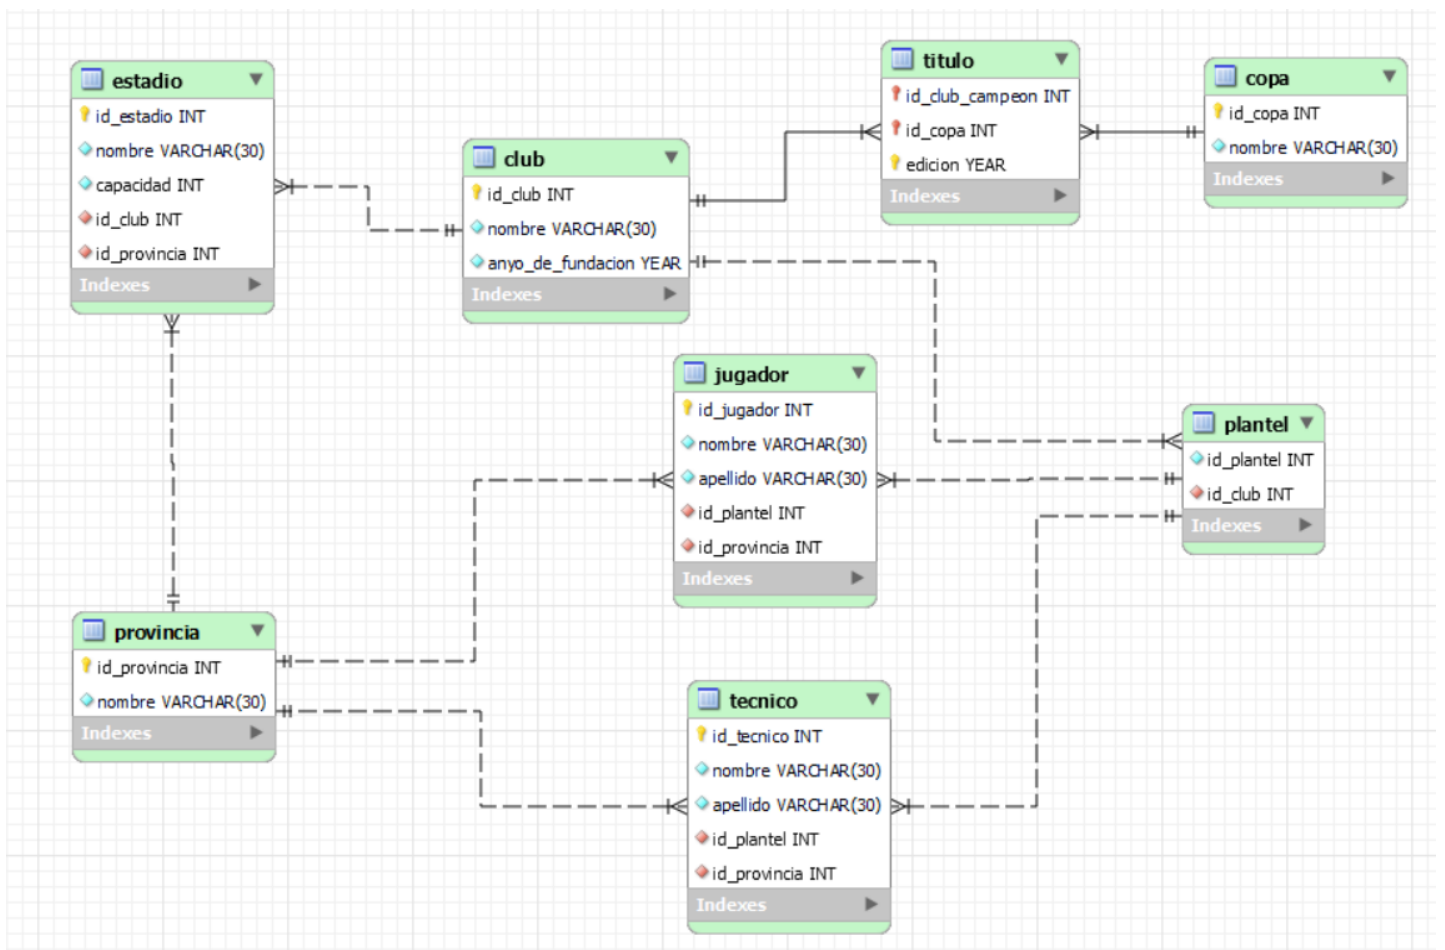 estadio
id_estadio INT
nombre VARCHAR(30)
capacidad INT
id_club INT
id_provincia INT
Indexes
club
id_club INT
nombre VARCHAR(30)
anyo_de_fundacion YEAR
Indexes
titulo
id_club_campeon INT
id_copa INT
edicion YEAR
Indexes
copa
id_copa INT
nombre VARCHAR(30)
Indexes
jugador
id_jugador INT
nombre VARCHAR(30)
apellido VARCHAR(30)
id_plantel INT
id_provincia INT
Indexes
plantel
id_plantel INT
id_club INT
Indexes
provincia
id_provincia INT
nombre VARCHAR(30)
Indexes
tecnico
id_tecnico INT
nombre VARCHAR(30)
apellido VARCHAR(30)
id_plantel INT
id_provincia INT
Indexes